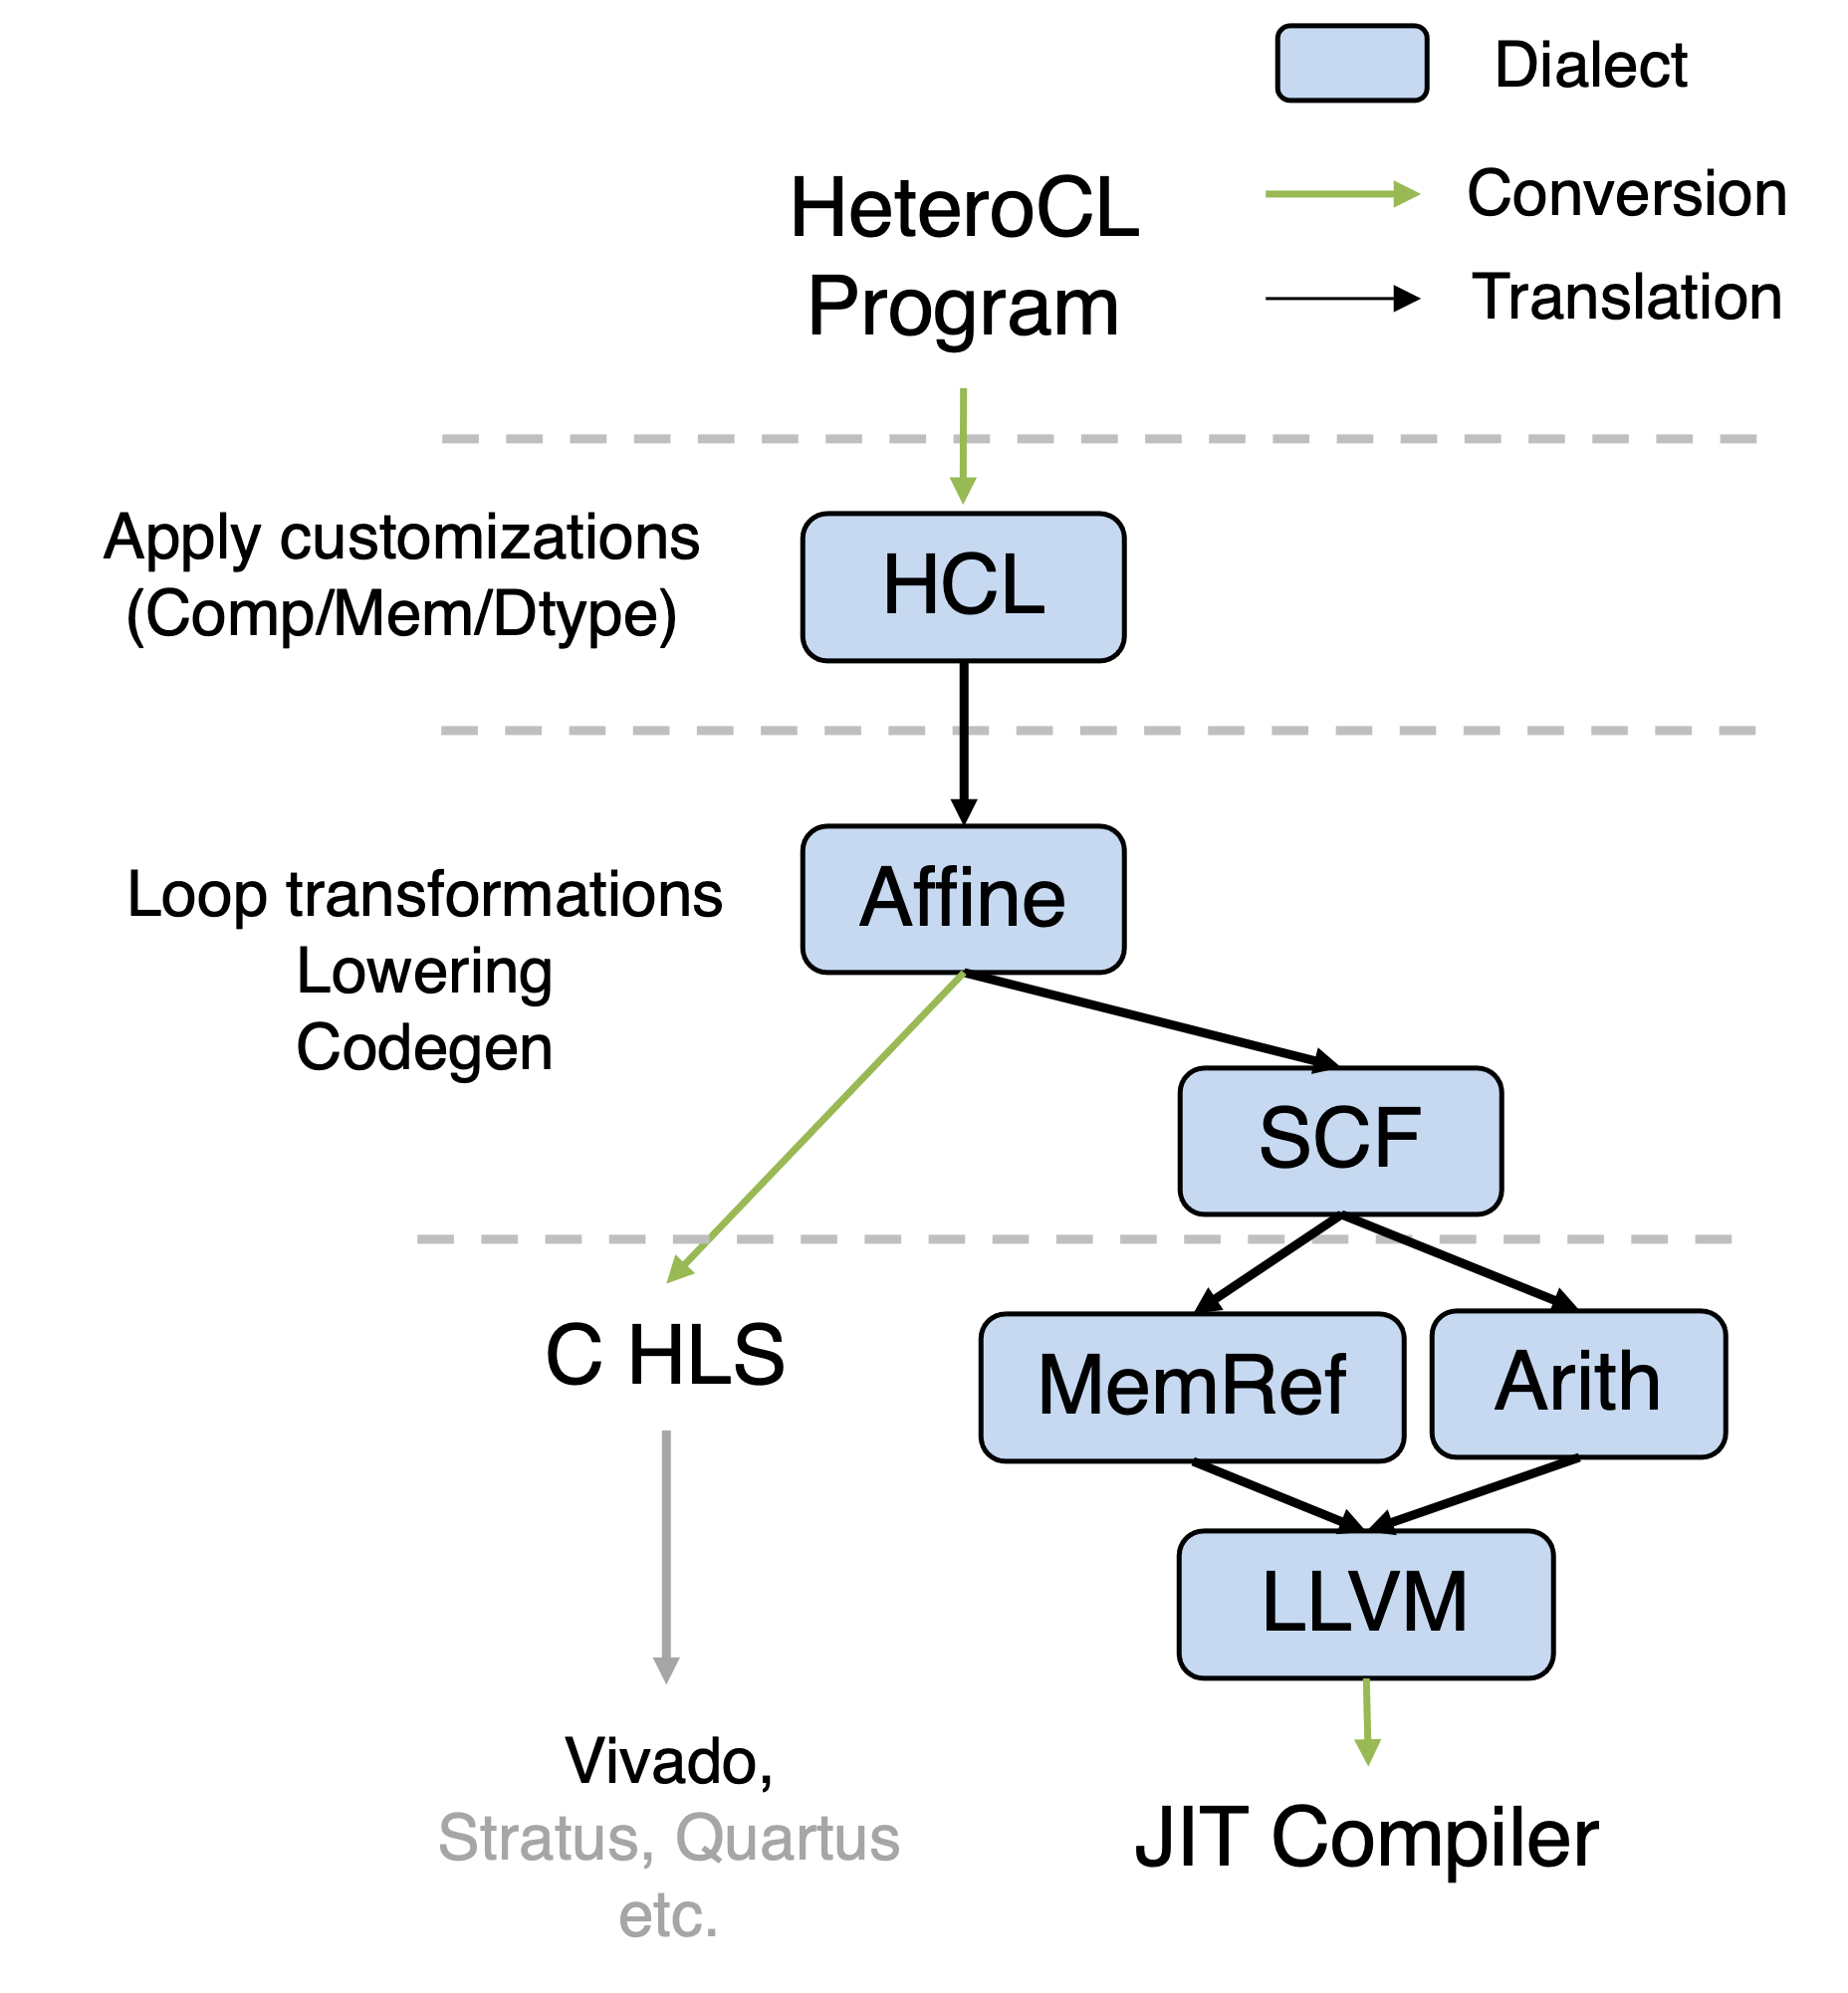 Dialect
Conversion
Translation
HeteroCL
Program
Apply customizations
(Comp/Mem/Dtype)
HCL
Loop transformations
Lowering
Codegen
Affine
SCF
C HLS
MemRef
Arith
LLVM
Vivado,
Stratus, Quartus
etc.
JIT Compiler